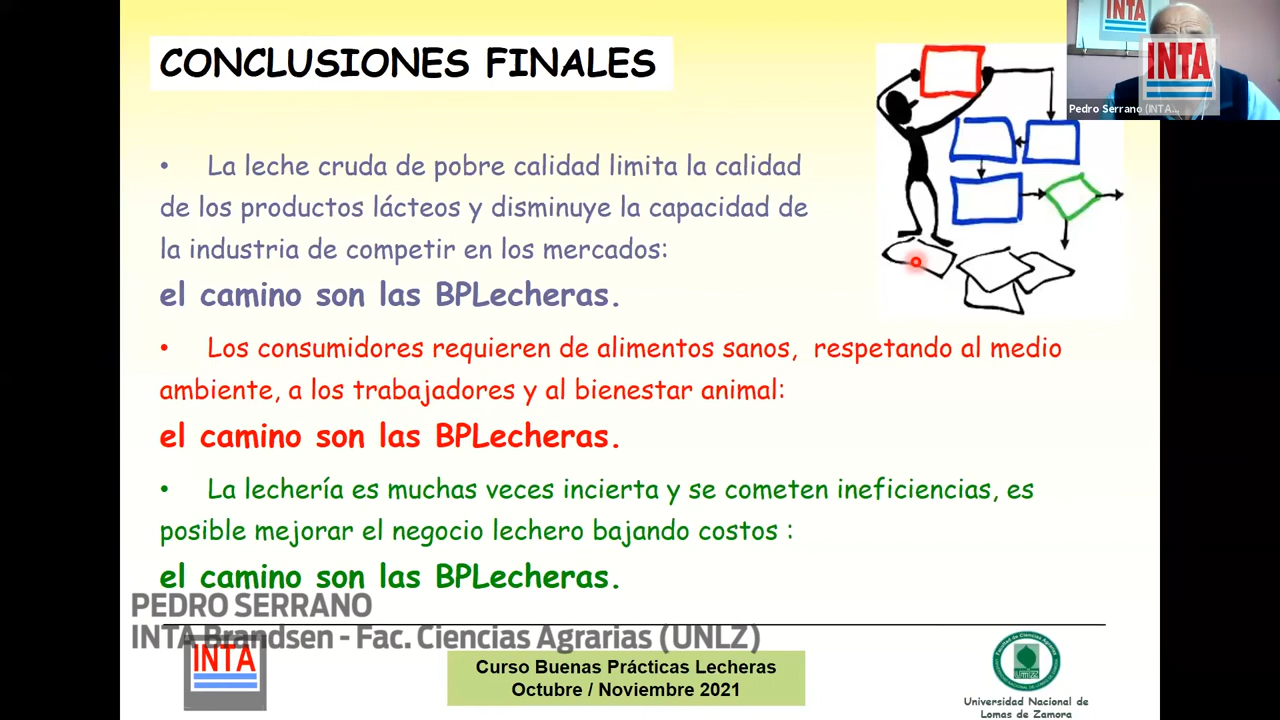 CONCLUSIONES FINALES
INTA
INTA
Pedro Serrano (INTA...
• La leche cruda de pobre calidad limita la calidad
de los productos lácteos y disminuye la capacidad de
la industria de competir en los mercados:
el camino son las BPLecheras.
• Los consumidores requieren de alimentos sanos, respetando al medio
ambiente, a los trabajadores y al bienestar animal:
el camino son las BPLecheras.
• La lechería es muchas veces incierta y se cometen ineficiencias, es
posible mejorar el negocio lechero bajando costos :
el camino son las BPLecheras.
PEDRO SERRANO
INTA Brandsen - Fac. Ciencias Agrarias (UNLZ)
INTA
Curso Buenas Prácticas Lecheras
Octubre / Noviembre 2021
Universidad Nacional de
Lomas de Zamora